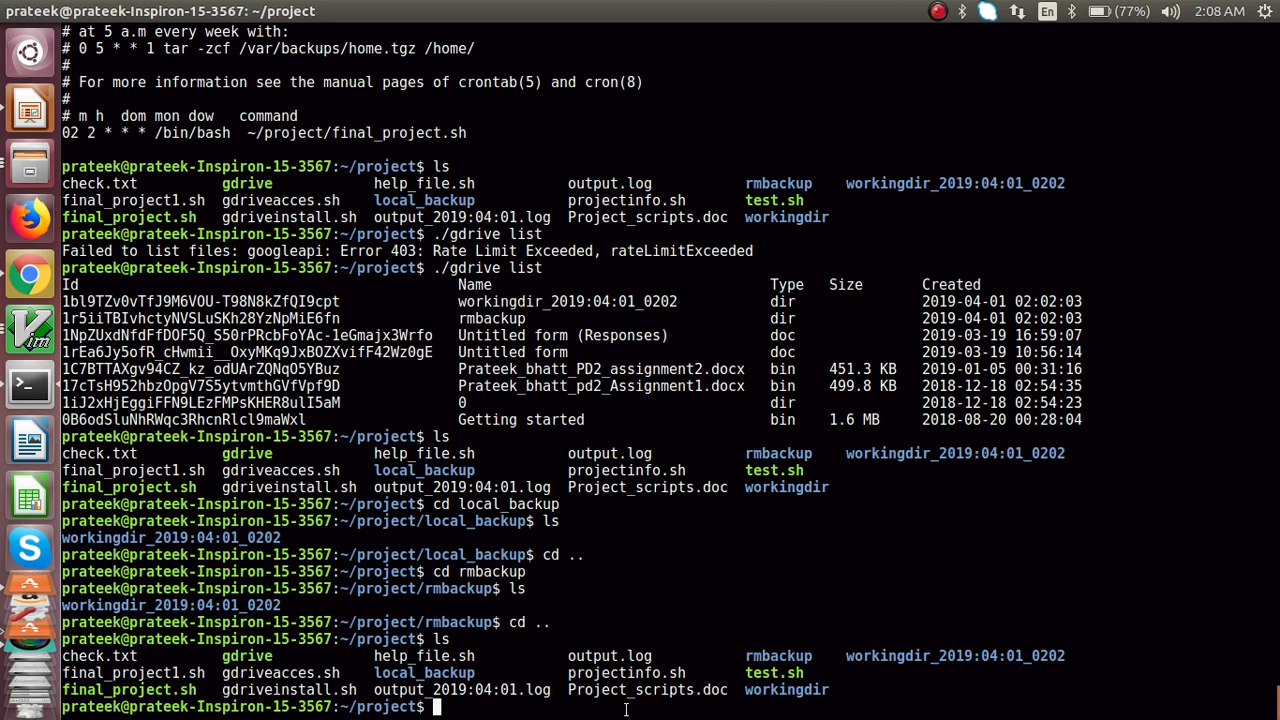 prateek@prateek-Inspiron-15-3567: ~/project En (77%) 2:08 AM
# at 5 a.m every week with:
# 0 5 * * 1 tar -zcf /var/backups/home.tgz /home/
#
# For more information see the manual pages of crontab(5) and cron(8)
#
# m h  dom mon dow   command
02 2 * * * /bin/bash  ~/project/final_project.sh
prateek@prateek-Inspiron-15-3567:~/project$ ls
check.txt gdrive help_file.sh output.log rmbackup workingdir_2019:04:01_0202
final_project1.sh gdriveacces.sh local_backup projectinfo.sh test.sh
final_project.sh gdriveinstall.sh output_2019:04:01.log Project_scripts.doc workingdir
prateek@prateek-Inspiron-15-3567:~/project$ ./gdrive list
Failed to list files: googleapi: Error 403: Rate Limit Exceeded, rateLimitExceeded
prateek@prateek-Inspiron-15-3567:~/project$ ./gdrive list
Id Name Type Size Created
1bl9TZv0vTfJ9M6VOU-T98N8kZfQI9cpt workingdir_2019:04:01_0202 dir 2019-04-01 02:02:03
1r5iiTBIvhctyNVSLuSKh28YzNpMiE6fn rmbackup dir 2019-04-01 02:02:03
1NpZUxdNfdFfDOF5Q_S50rPRcbFoYAc-1eGmajx3Wrfo Untitled form (Responses) doc 2019-03-19 16:59:07
1rEa6Jy5ofR_cHwmii__OxyMKq9JxBOZXvifF42Wz0gE Untitled form doc 2019-03-19 10:56:14
1C7BTTAXgv94CZ_kz_odUArZQNqO5YBuz Prateek_bhatt_PD2_assignment2.docx bin 451.3 KB 2019-01-05 00:31:16
17cTsH952hbzOpgV7S5ytvmthGVfVpf9D Prateek_bhatt_pd2_Assignment1.docx bin 499.8 KB 2018-12-18 02:54:35
1iJ2xHjEggiFFN9LEzFMPsKHER8ulI5aM 0 dir 2018-12-18 02:54:23
0B6odSluNhRWqc3RhcnRlcl9maWxl Getting started bin 1.6 MB 2018-08-20 00:28:04
prateek@prateek-Inspiron-15-3567:~/project$ ls
check.txt gdrive help_file.sh output.log rmbackup workingdir_2019:04:01_0202
final_project1.sh gdriveacces.sh local_backup projectinfo.sh test.sh
final_project.sh gdriveinstall.sh output_2019:04:01.log Project_scripts.doc workingdir
prateek@prateek-Inspiron-15-3567:~/project$ cd local_backup
prateek@prateek-Inspiron-15-3567:~/project/local_backup$ ls
workingdir_2019:04:01_0202
prateek@prateek-Inspiron-15-3567:~/project/local_backup$ cd ..
prateek@prateek-Inspiron-15-3567:~/project$ cd rmbackup
prateek@prateek-Inspiron-15-3567:~/project/rmbackup$ ls
workingdir_2019:04:01_0202
prateek@prateek-Inspiron-15-3567:~/project/rmbackup$ cd ..
prateek@prateek-Inspiron-15-3567:~/project$ ls
check.txt gdrive help_file.sh output.log rmbackup workingdir_2019:04:01_0202
final_project1.sh gdriveacces.sh local_backup projectinfo.sh test.sh
final_project.sh gdriveinstall.sh output_2019:04:01.log Project_scripts.doc workingdir
prateek@prateek-Inspiron-15-3567:~/project$